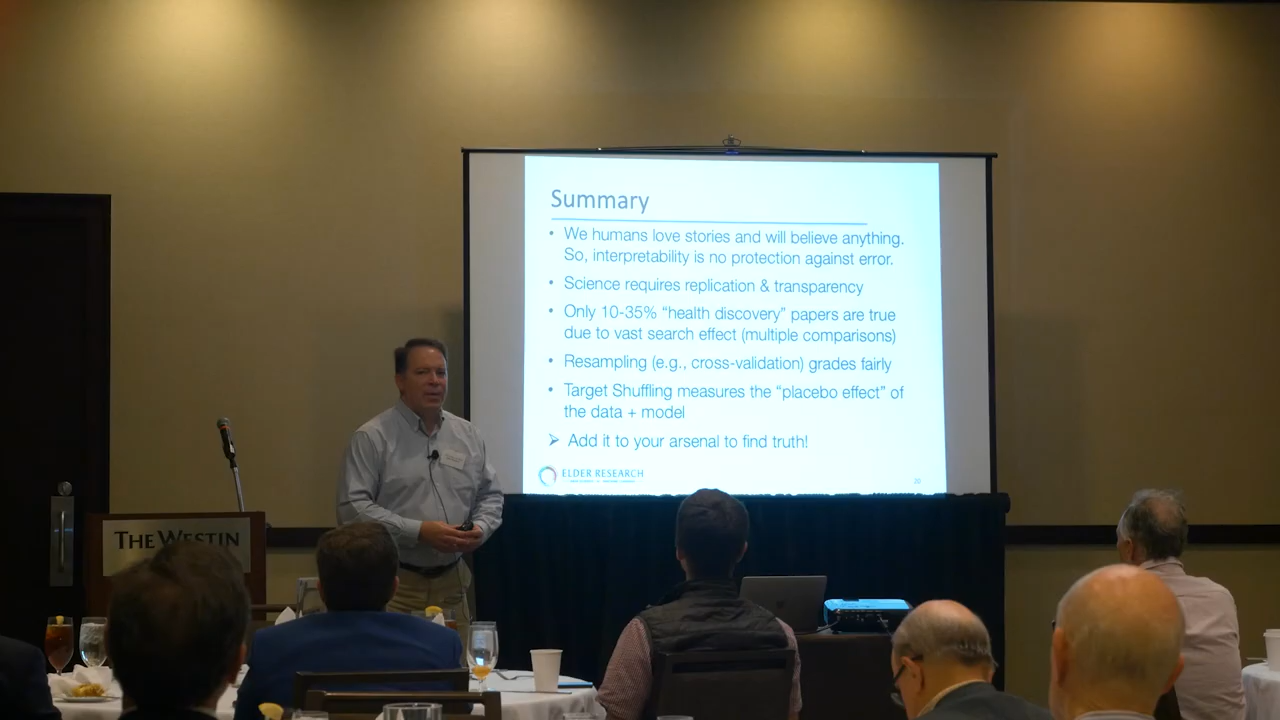 Summary
• We humans love stories and will believe anything.
So, interpretability is no protection against error.
• Science requires replication & transparency
• Only 10-35% “health discovery” papers are true
due to vast search effect (multiple comparisons)
• Resampling (e.g., cross-validation) grades fairly
• Target Shuffling measures the “placebo effect” of
the data + model
➢ Add it to your arsenal to find truth!
ELDER RESEARCH
20
THE WESTIN